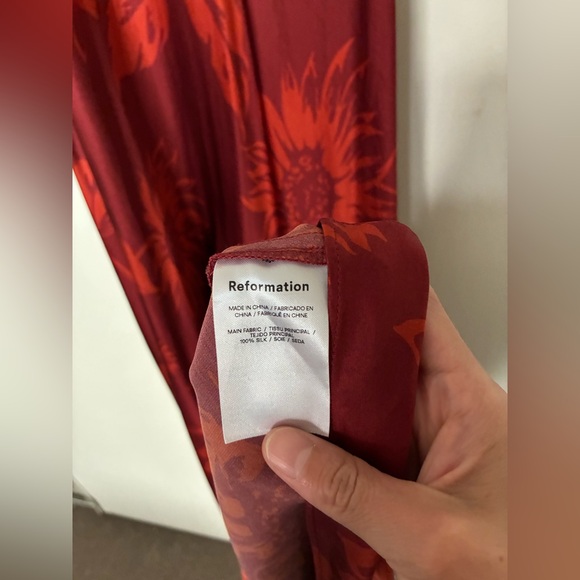 Reformation
MADE IN CHINA / FABRICADO EN
CHINA / FABRIQUÉ EN CHINE
MAIN FABRIC / TISSU PRINCIPAL /
TEJIDO PRINCIPAL
100% SILK / SOIE / SEDA